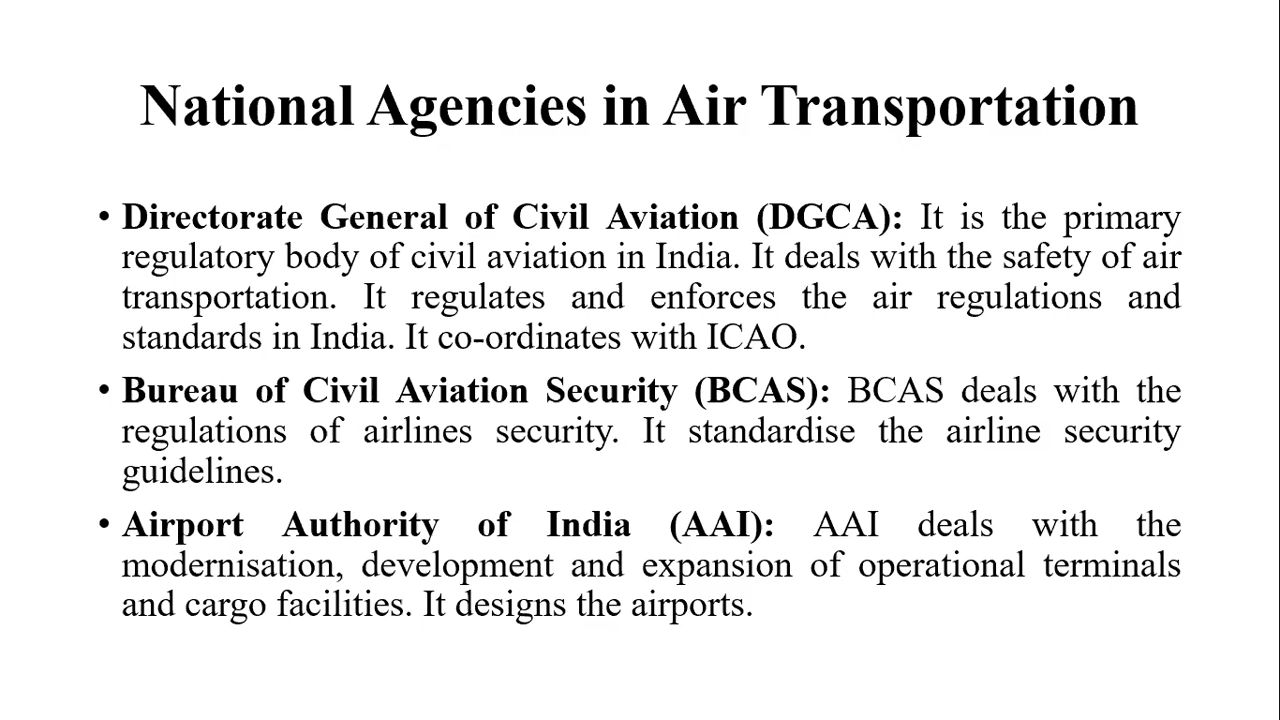 National Agencies in Air Transportation
• Directorate General of Civil Aviation (DGCA): It is the primary
regulatory body of civil aviation in India. It deals with the safety of air
transportation. It regulates and enforces the air regulations and
standards in India. It co-ordinates with ICAO.
• Bureau of Civil Aviation Security (BCAS): BCAS deals with the
regulations of airlines security. It standardise the airline security
guidelines.
• Airport Authority of India (AAI): AAI deals with the
modernisation, development and expansion of operational terminals
and cargo facilities. It designs the airports.